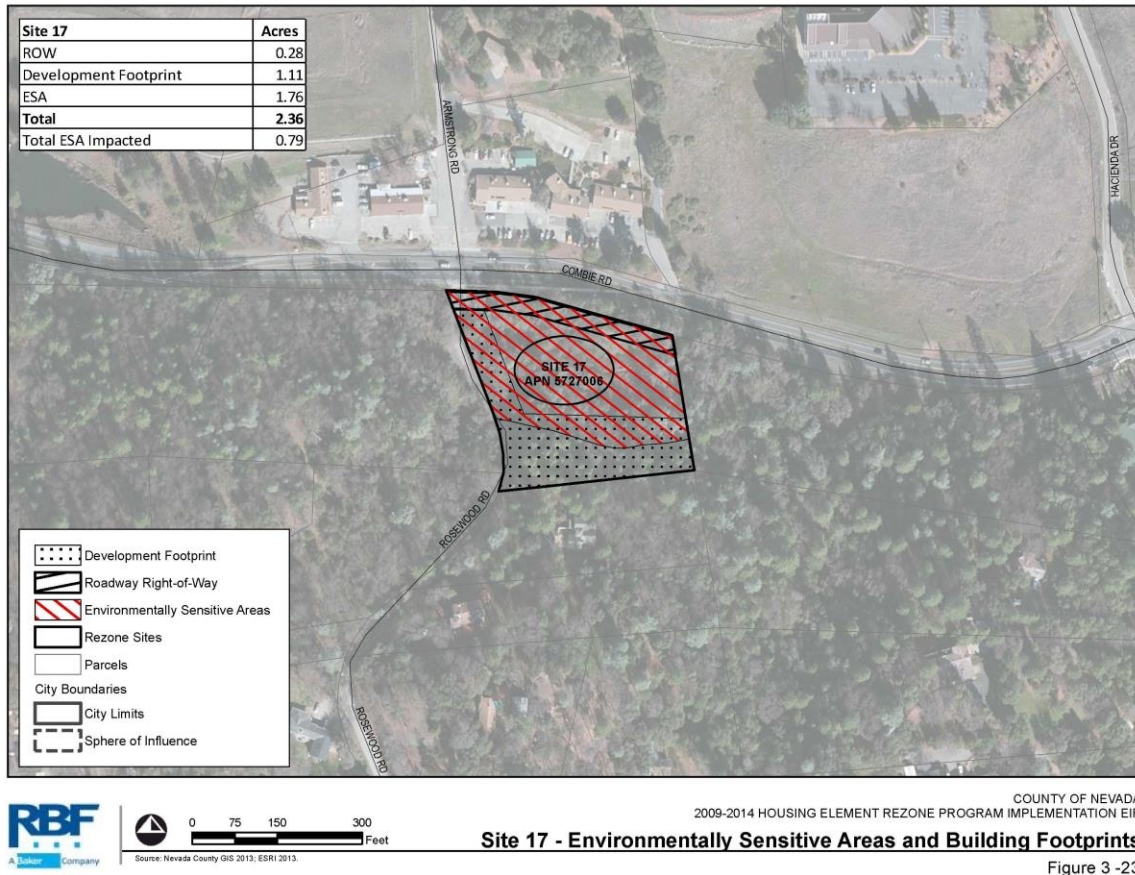 Site 17 Acres
ROW 0.28
Development Footprint 1.11
ESA 1.76
Total 2.36
Total ESA Impacted 0.79
ARMSTRONG RD
HACIENDA DR
COMBIE RD
SITE 17
APN 5727006
ROSEWOOD RD
ROSEWOOD RD
Development Footprint
Roadway Right-of-Way
Environmentally Sensitive Areas
Rezone Sites
Parcels
City Boundaries
City Limits
Sphere of Influence
RBF
A Baker Company
0 75 150 300
Feet
Source: Nevada County GIS 2013; ESRI 2013.
COUNTY OF NEVADA
2009-2014 HOUSING ELEMENT REZONE PROGRAM IMPLEMENTATION EIR
Site 17 - Environmentally Sensitive Areas and Building Footprints
Figure 3 -23